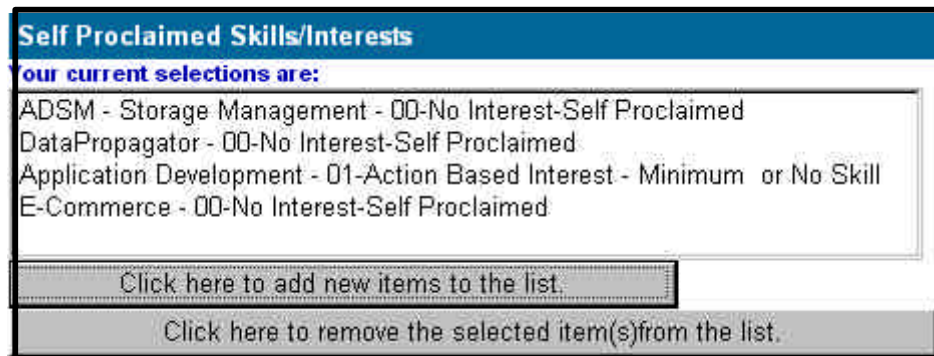 Self Proclaimed Skills/Interests
Your current selections are:
ADSM - Storage Management - 00-No Interest-Self Proclaimed
DataPropagator - 00-No Interest-Self Proclaimed
Application Development - 01-Action Based Interest - Minimum  or No Skill
E-Commerce - 00-No Interest-Self Proclaimed
Click here to add new items to the list.
Click here to remove the selected item(s)from the list.